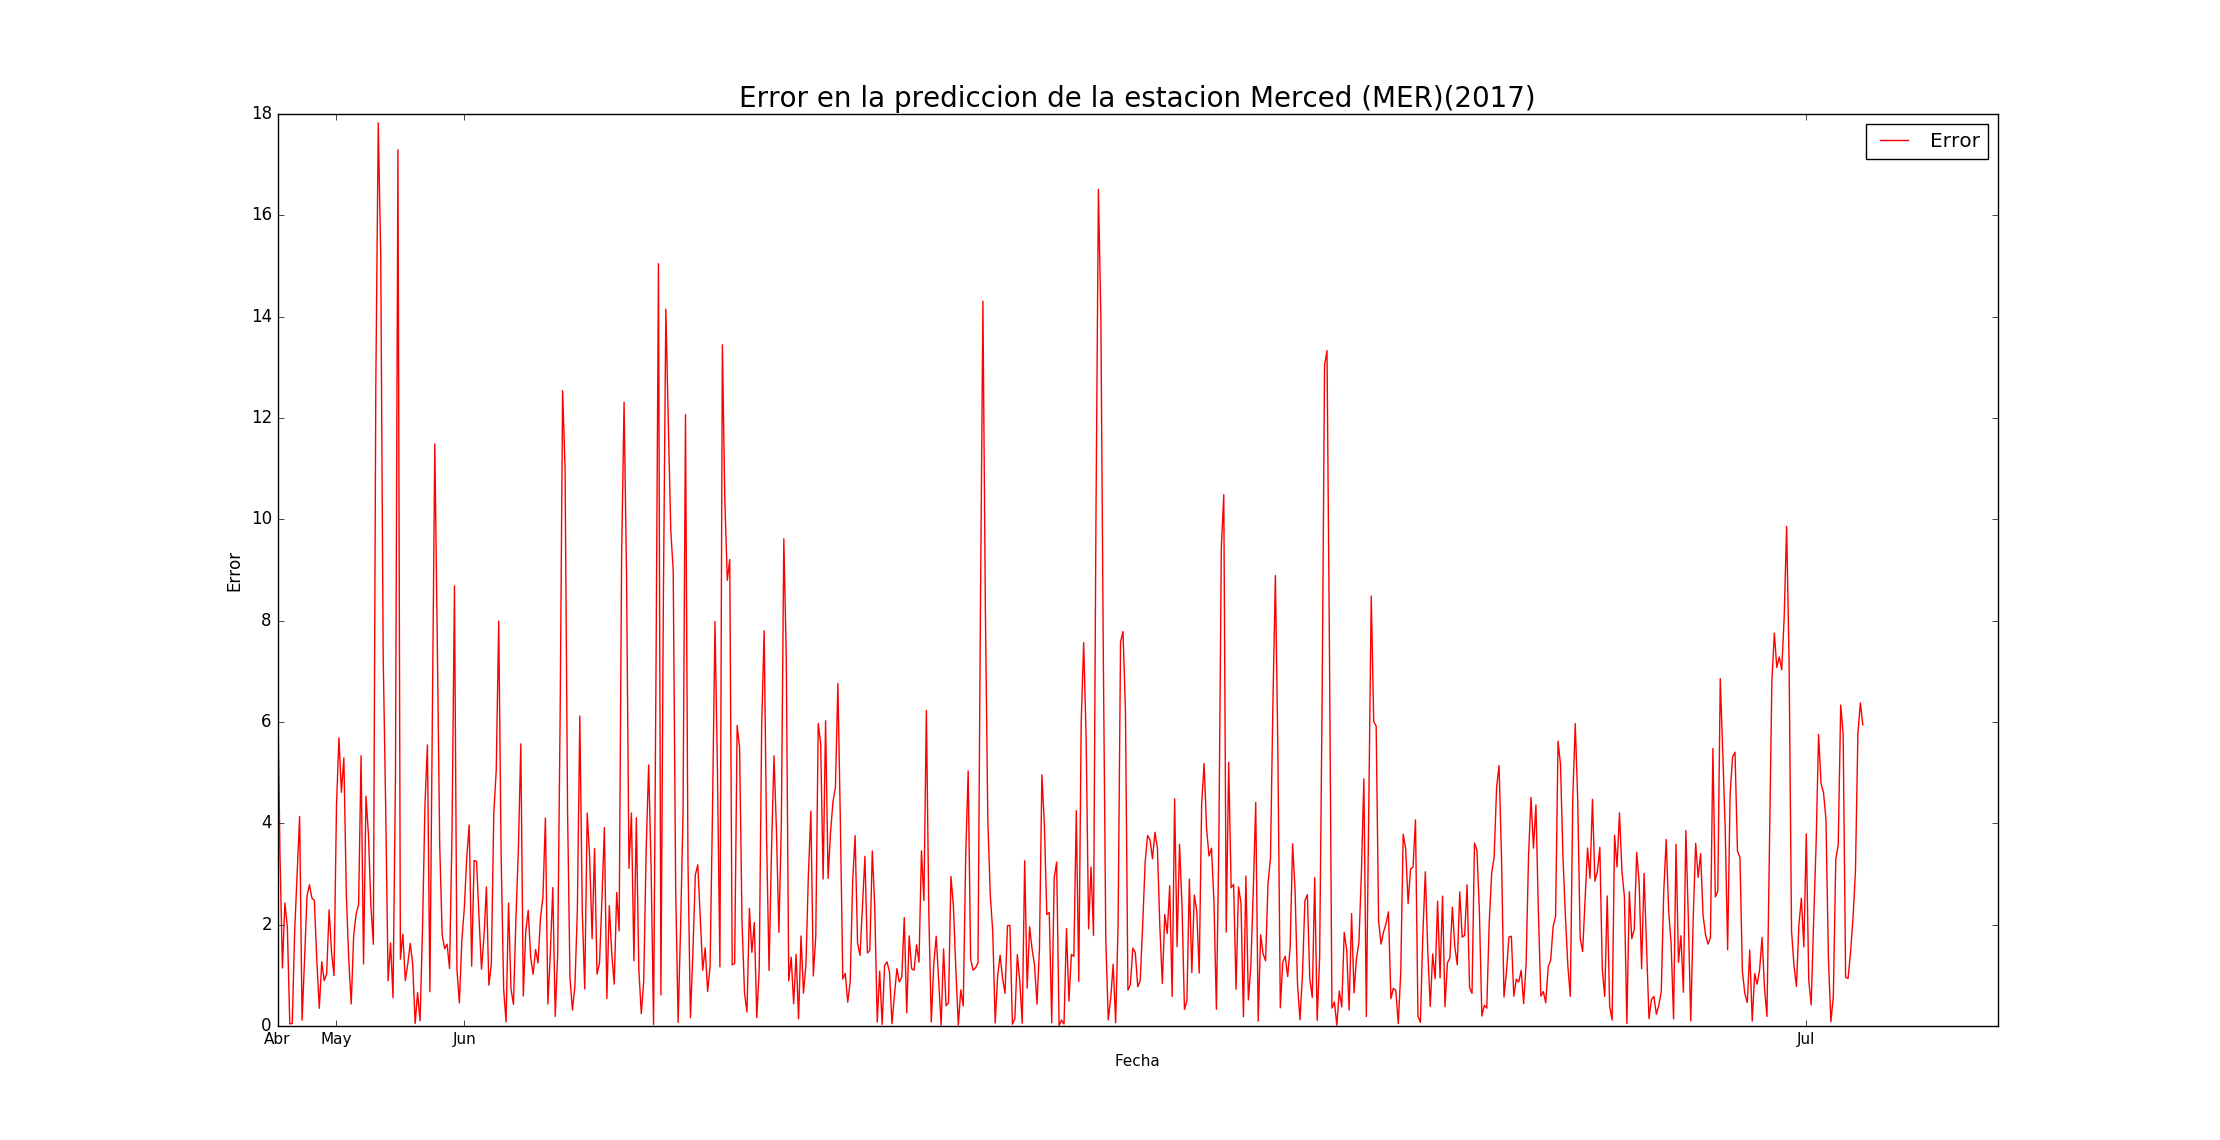 Error en la prediccion de la estacion Merced (MER)(2017)
Error
18
16
14
12
10
8
6
4
2
0
Error
Abr May Jun Jul
Fecha